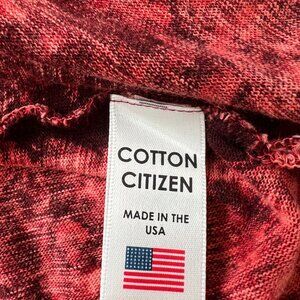 COTTON
CITIZEN
MADE IN THE
USA